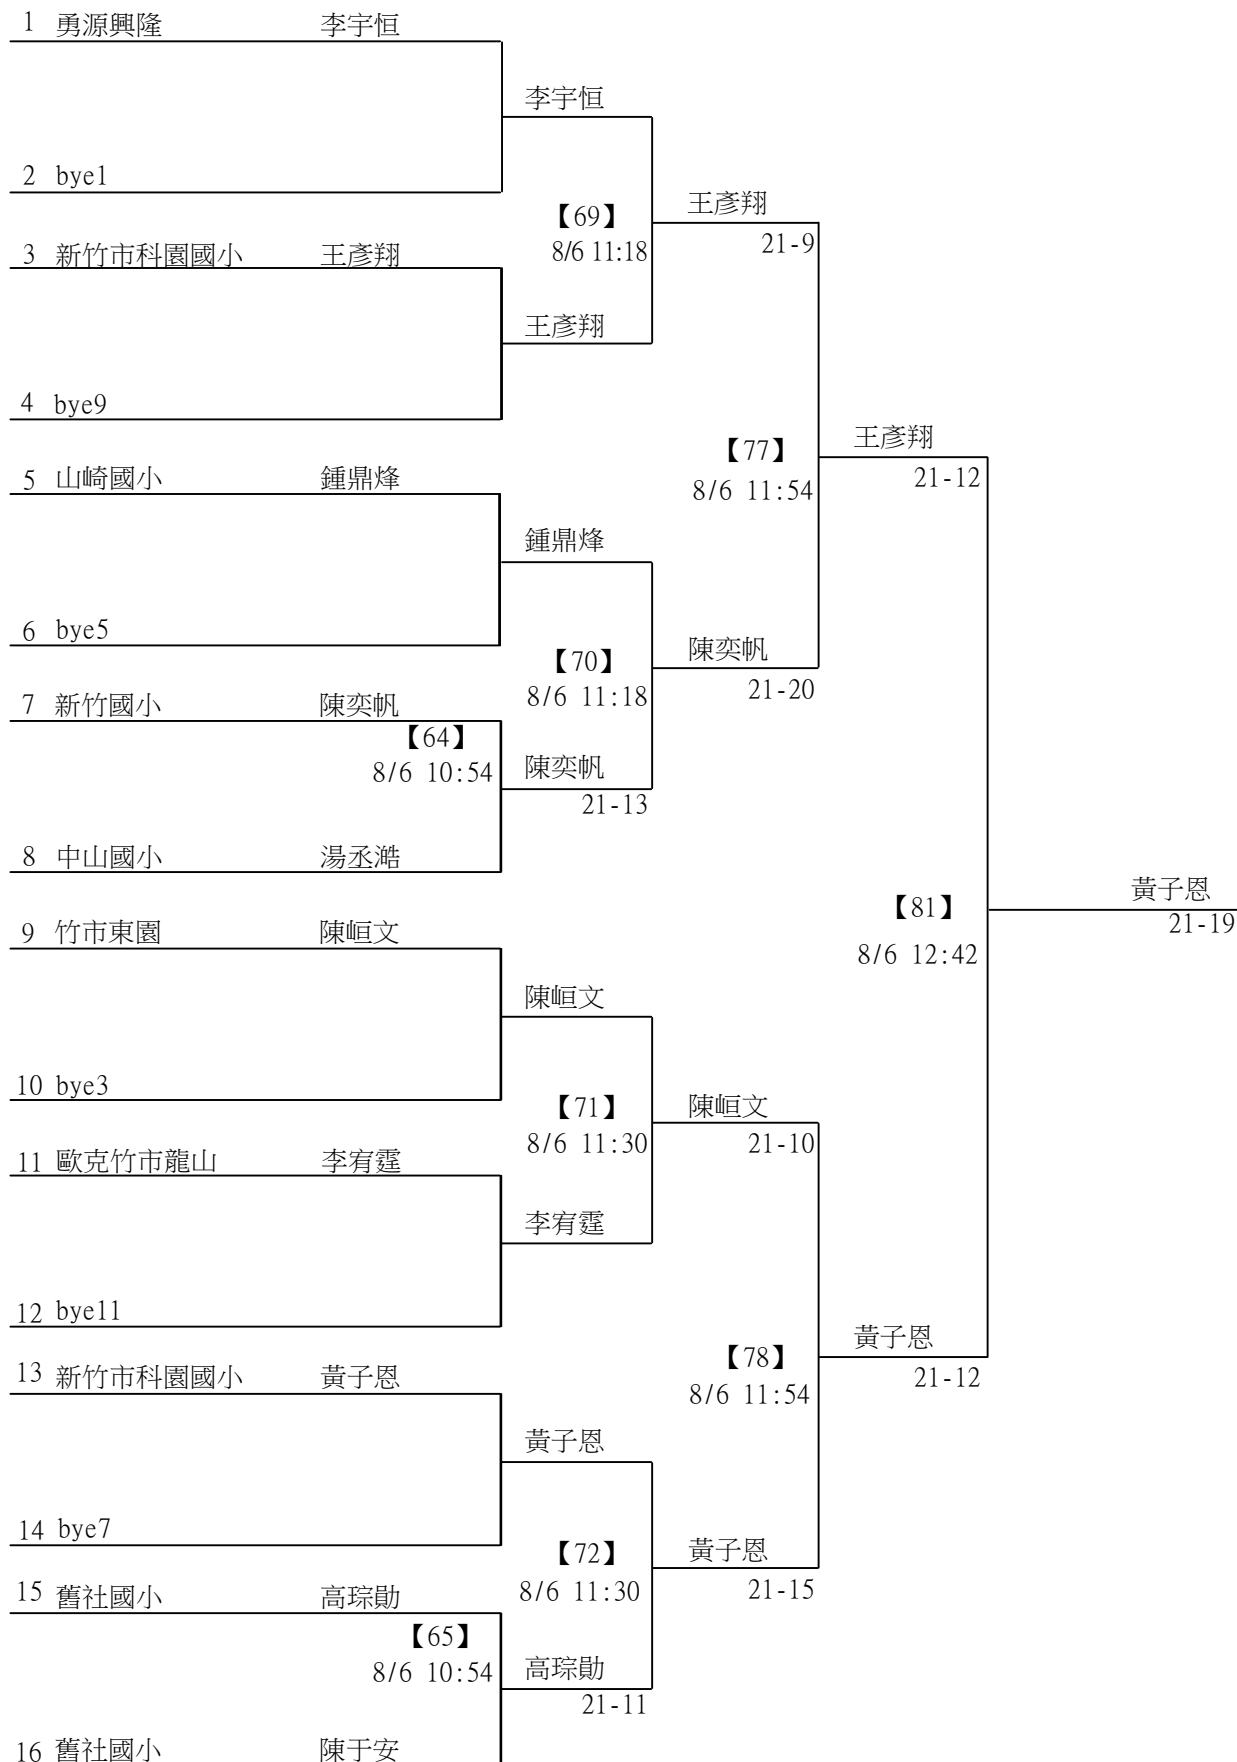 1 勇源興隆 李宇恒
李宇恒
2 bye1
王彥翔
【69】
21-9
3 新竹市科園國小 王彥翔
8/6 11:18
王彥翔
4 bye9
王彥翔
【77】
21-12
5 山崎國小 鍾鼎烽
8/6 11:54
鍾鼎烽
6 bye5
陳奕帆
【70】
21-20
7 新竹國小 陳奕帆
8/6 11:18
【64】
8/6 10:54
陳奕帆
21-13
8 中山國小 湯丞澔
黃子恩
【81】
21-19
9 竹市東園 陳峘文
8/6 12:42
陳峘文
10 bye3
陳峘文
【71】
8/6 11:30
21-10
11 歐克竹市龍山 李宥霆
李宥霆
12 bye11
黃子恩
【78】
21-12
13 新竹市科園國小 黃子恩
8/6 11:54
黃子恩
14 bye7
黃子恩
【72】
8/6 11:30
21-15
15 舊社國小 高琮勛
【65】
8/6 10:54
高琮勛
21-11
16 舊社國小 陳于安